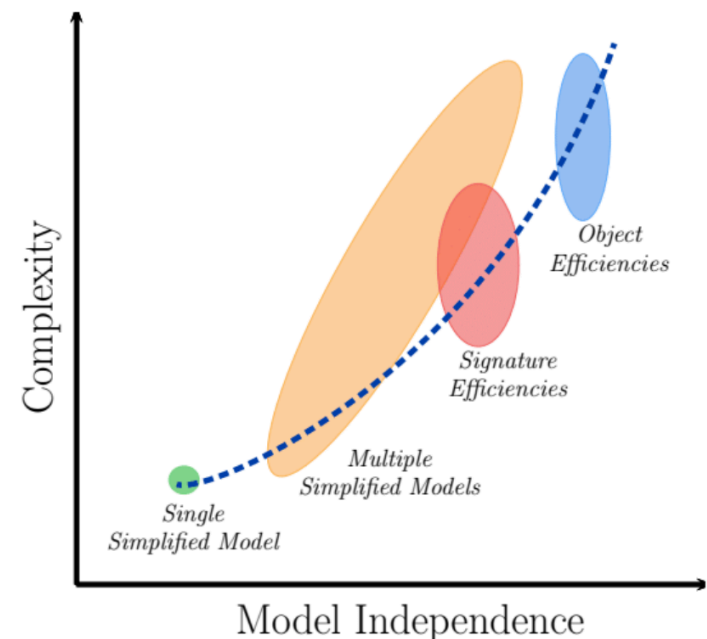 Complexity
Object
Efficiencies
Signature
Efficiencies
Multiple
Simplified Models
Single
Simplified Model
Model Independence